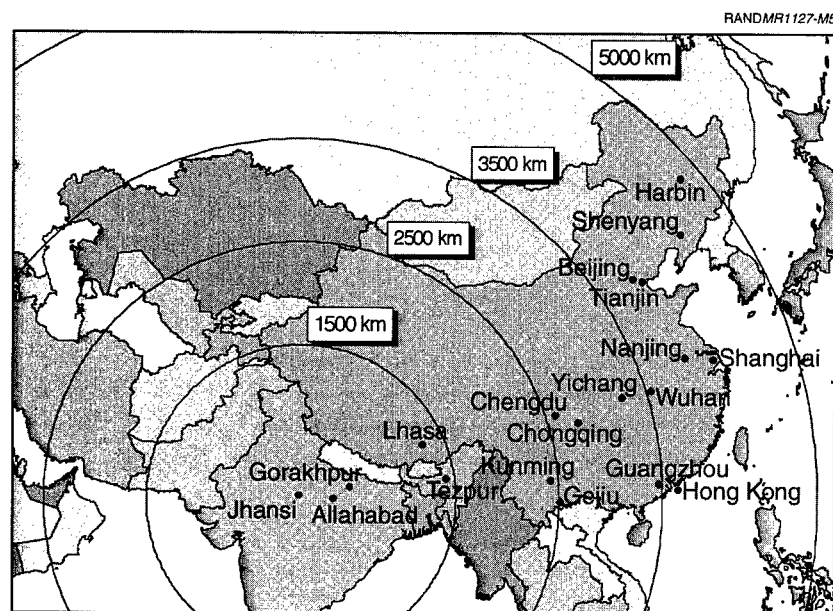 RANDMR1127-M5
5000 km
3500 km
Harbin
Shenyang
2500 km
Beijing
Tianjin
1500 km
Nanjing
Shanghai
Yichang
Wuhan
Chengdu
Chongqing
Lhasa
Gorakhpur
Kunming
Guangzhou
Tezpur
Gejiu
Hong Kong
Jhansi
Allahabad